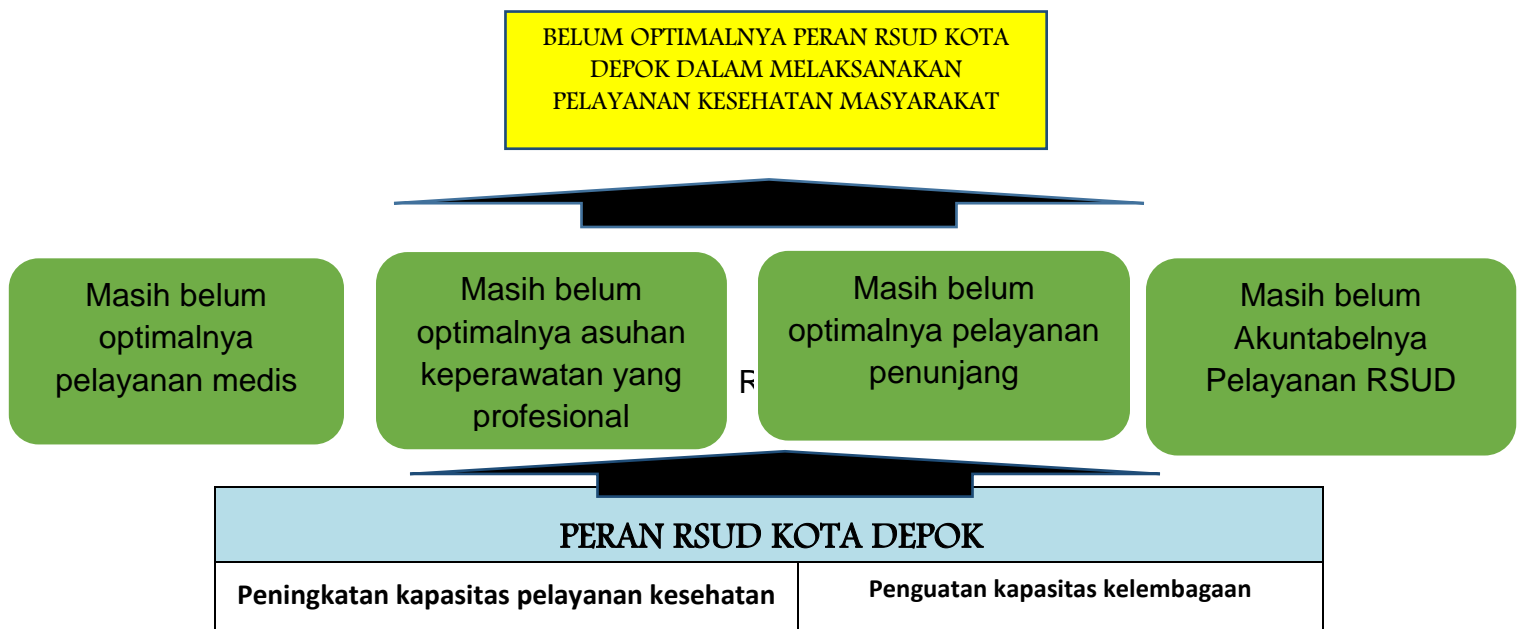 BELUM OPTIMALNYA PERAN RSUD KOTA
DEPOK DALAM MELAKSANAKAN
PELAYANAN KESEHATAN MASYARAKAT
Masih belum
optimalnya
pelayanan medis
Masih belum
optimalnya asuhan
keperawatan yang
profesional
Masih belum
optimalnya pelayanan
penunjang
Masih belum
Akuntabelnya
Pelayanan RSUD
PERAN RSUD KOTA DEPOK
Peningkatan kapasitas pelayanan kesehatan
Penguatan kapasitas kelembagaan